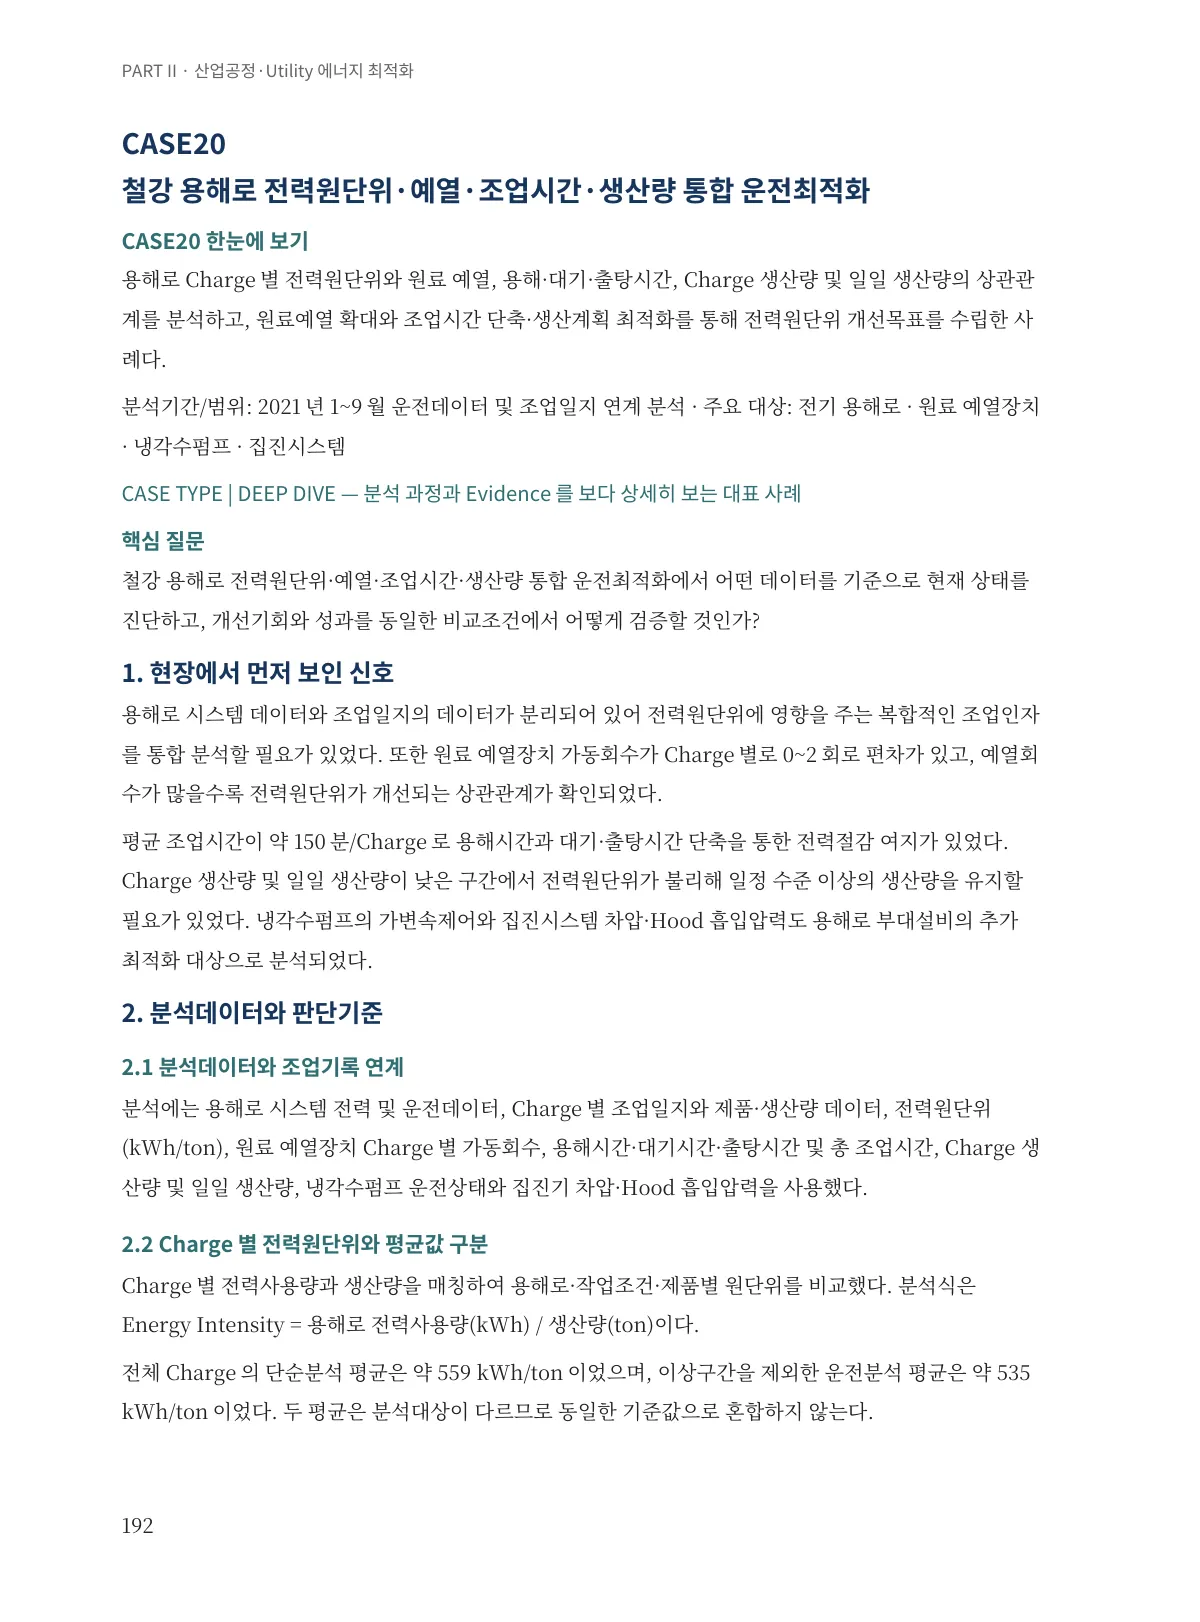 PART II · 산업공정·Utility 에너지 최적화
CASE20
철강 용해로 전력원단위·예열·조업시간·생산량 통합 운전최적화
CASE20 한눈에 보기
용해로 Charge 별 전력원단위와 원료 예열, 용해·대기·출탕시간, Charge 생산량 및 일일 생산량의 상관관
계를 분석하고, 원료예열 확대와 조업시간 단축·생산계획 최적화를 통해 전력원단위 개선목표를 수립한 사
례다.
분석기간/범위: 2021 년 1~9 월 운전데이터 및 조업일지 연계 분석 · 주요 대상: 전기 용해로 · 원료 예열장치
· 냉각수펌프 · 집진시스템
CASE TYPE | DEEP DIVE — 분석 과정과 Evidence 를 보다 상세히 보는 대표 사례
핵심 질문
철강 용해로 전력원단위·예열·조업시간·생산량 통합 운전최적화에서 어떤 데이터를 기준으로 현재 상태를
진단하고, 개선기회와 성과를 동일한 비교조건에서 어떻게 검증할 것인가?
1. 현장에서 먼저 보인 신호
용해로 시스템 데이터와 조업일지의 데이터가 분리되어 있어 전력원단위에 영향을 주는 복합적인 조업인자
를 통합 분석할 필요가 있었다. 또한 원료 예열장치 가동회수가 Charge 별로 0~2 회로 편차가 있고, 예열회
수가 많을수록 전력원단위가 개선되는 상관관계가 확인되었다.
평균 조업시간이 약 150 분/Charge 로 용해시간과 대기·출탕시간 단축을 통한 전력절감 여지가 있었다.
Charge 생산량 및 일일 생산량이 낮은 구간에서 전력원단위가 불리해 일정 수준 이상의 생산량을 유지할
필요가 있었다. 냉각수펌프의 가변속제어와 집진시스템 차압·Hood 흡입압력도 용해로 부대설비의 추가
최적화 대상으로 분석되었다.
2. 분석데이터와 판단기준
2.1 분석데이터와 조업기록 연계
분석에는 용해로 시스템 전력 및 운전데이터, Charge 별 조업일지와 제품·생산량 데이터, 전력원단위
(kWh/ton), 원료 예열장치 Charge 별 가동회수, 용해시간·대기시간·출탕시간 및 총 조업시간, Charge 생
산량 및 일일 생산량, 냉각수펌프 운전상태와 집진기 차압·Hood 흡입압력을 사용했다.
2.2 Charge 별 전력원단위와 평균값 구분
Charge 별 전력사용량과 생산량을 매칭하여 용해로·작업조건·제품별 원단위를 비교했다. 분석식은
Energy Intensity = 용해로 전력사용량(kWh) / 생산량(ton)이다.
전체 Charge 의 단순분석 평균은 약 559 kWh/ton 이었으며, 이상구간을 제외한 운전분석 평균은 약 535
kWh/ton 이었다. 두 평균은 분석대상이 다르므로 동일한 기준값으로 혼합하지 않는다.
192